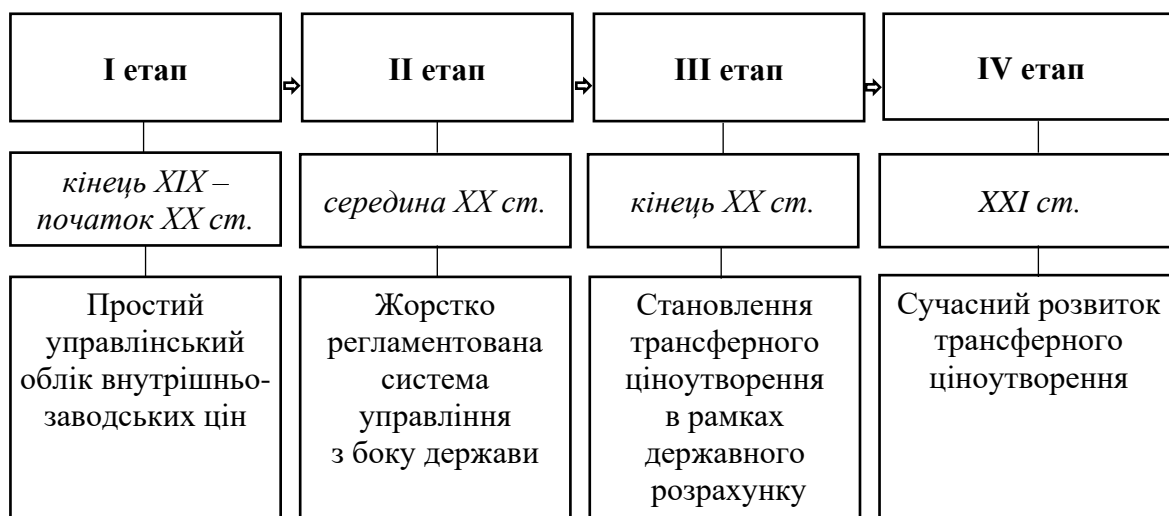 I етап
II етап
III етап
IV етап
кінець XIX –
початок XX ст.
середина XX ст.
кінець XX ст.
XXI ст.
Простий
управлінський
облік внутрішньо-
заводських цін
Жорстко
регламентована
система
управління
з боку держави
Становлення
трансферного
ціноутворення
в рамках
державного
розрахунку
Сучасний розвиток
трансферного
ціноутворення